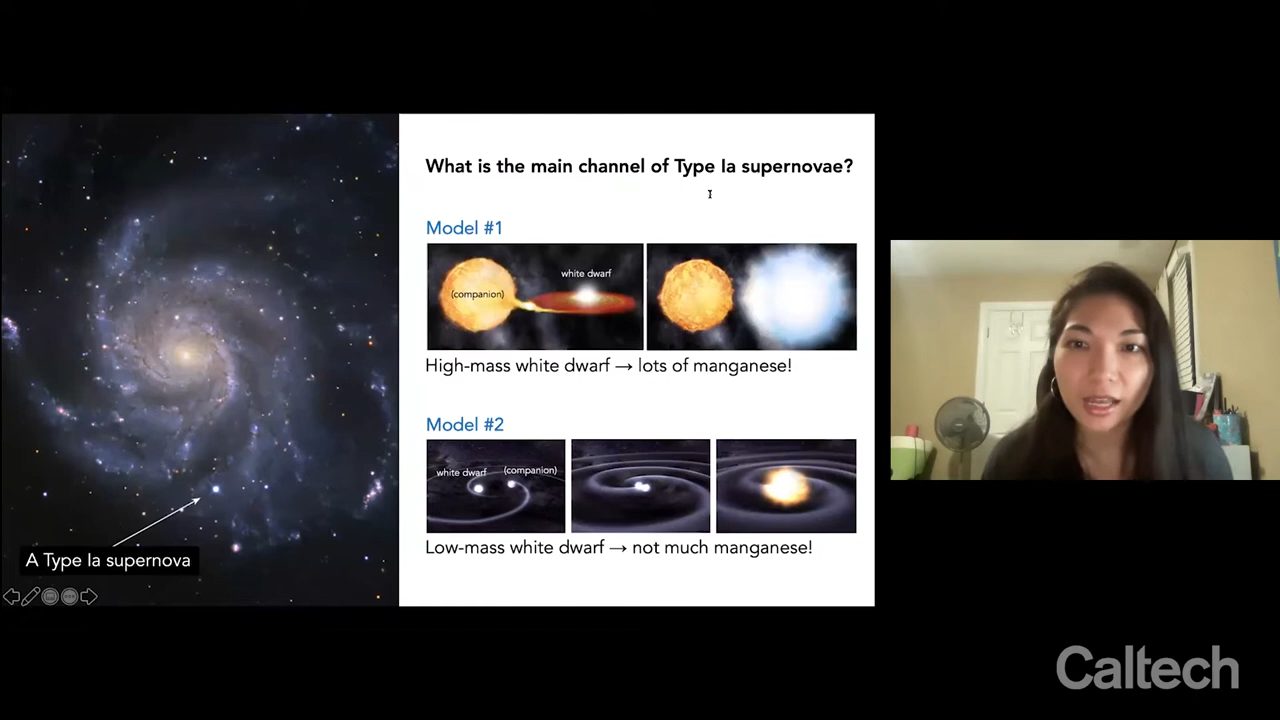 What is the main channel of Type Ia supernovae?
Model #1
(companion)
white dwarf
High-mass white dwarf → lots of manganese!
Model #2
white dwarf
(companion)
Low-mass white dwarf → not much manganese!
A Type Ia supernova
Caltech